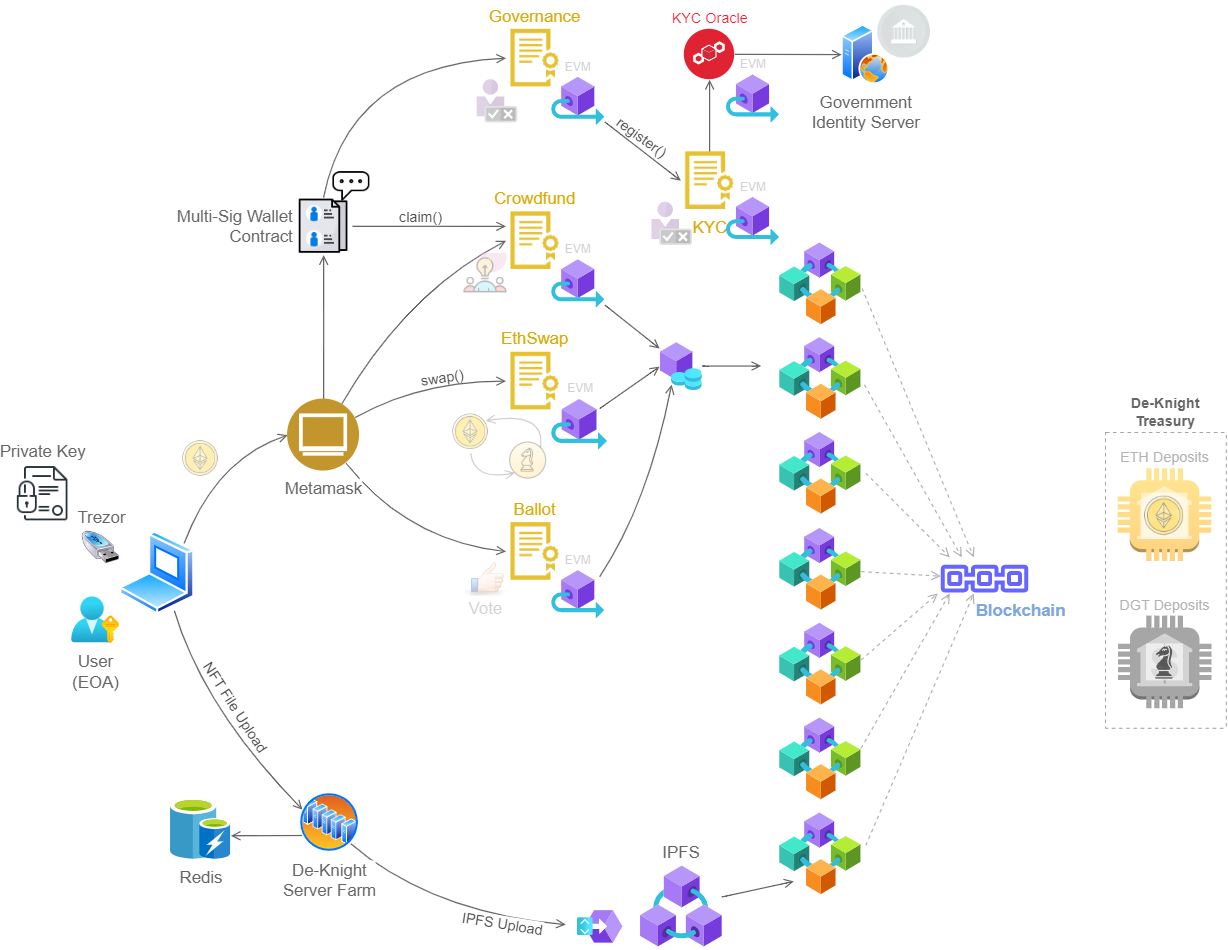 Governance
KYC Oracle
EVM
EVM
Government
Identity Server
register()
EVM
KYC
Multi-Sig Wallet
Contract
claim()
Crowdfund
EVM
EthSwap
swap()
EVM
Metamask
Private Key
Trezor
User
(EOA)
Ballot
EVM
Vote
De-Knight
Treasury
ETH Deposits
DGT Deposits
Blockchain
NFT File Upload
Redis
De-Knight
Server Farm
IPFS Upload
IPFS